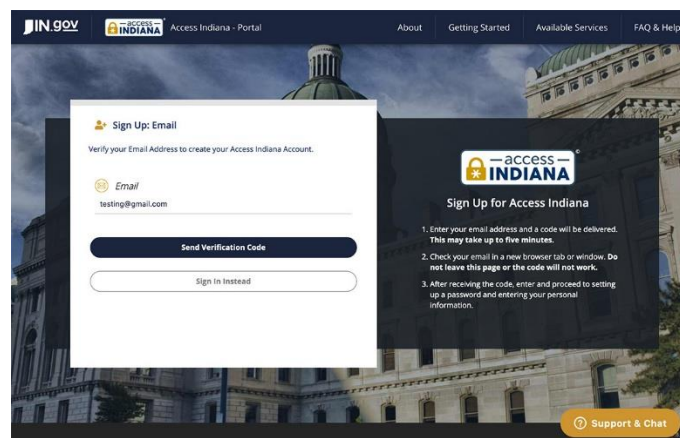 IN.gov
access INDIANA
Access Indiana - Portal
About
Getting Started
Available Services
FAQ & Help
Sign Up: Email
Verify your Email Address to create your Access Indiana Account.
Email
testing@gmail.com
Send Verification Code
Sign In Instead
access
INDIANA
Sign Up for Access Indiana
1. Enter your email address and a code will be delivered.
This may take up to five minutes.
2. Check your email in a new browser tab or window. Do
not leave this page or the code will not work.
3. After receiving the code, enter and proceed to setting
up a password and entering your personal
information.
Support & Chat